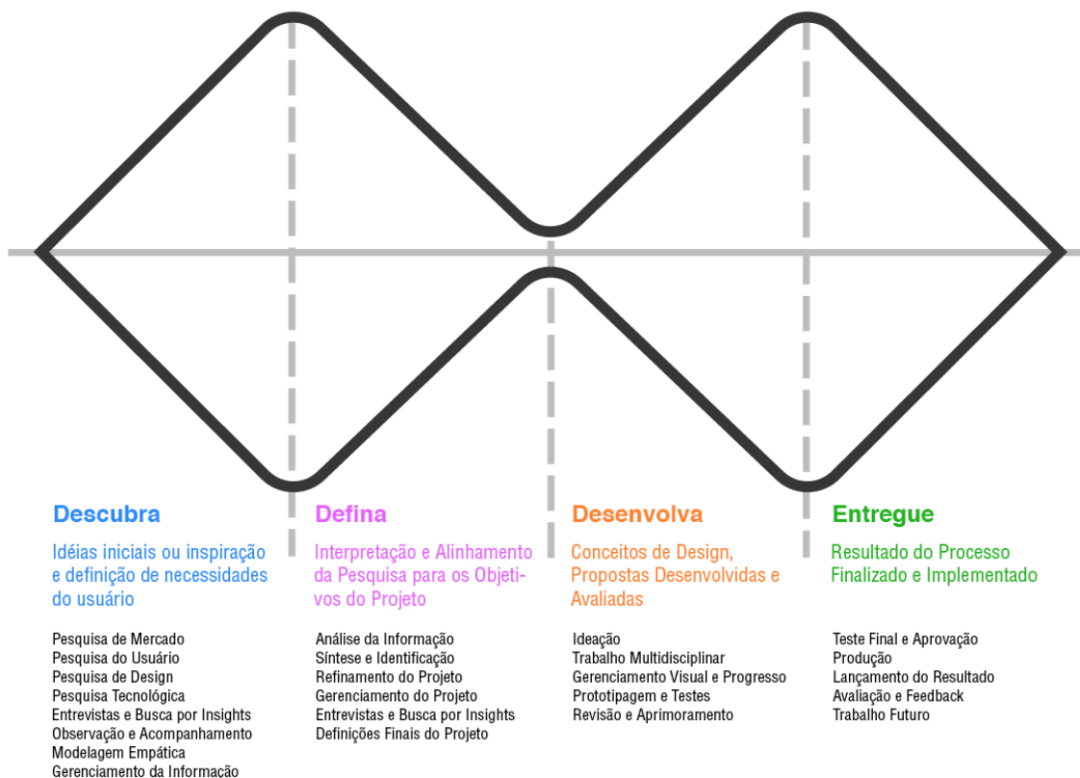 Descubra
Idéias iniciais ou inspiração
e definição de necessidades
do usuário
Pesquisa de Mercado
Pesquisa do Usuário
Pesquisa de Design
Pesquisa Tecnológica
Entrevistas e Busca por Insights
Observação e Acompanhamento
Modelagem Empática
Gerenciamento da Informação
Defina
Interpretação e Alinhamento
da Pesquisa para os Objeti-
vos do Projeto
Análise da Informação
Síntese e Identificação
Refinamento do Projeto
Gerenciamento do Projeto
Entrevistas e Busca por Insights
Definições Finais do Projeto
Desenvolva
Conceitos de Design,
Propostas Desenvolvidas e
Avaliadas
Ideação
Trabalho Multidisciplinar
Gerenciamento Visual e Progresso
Prototipagem e Testes
Revisão e Aprimoramento
Entregue
Resultado do Processo
Finalizado e Implementado
Teste Final e Aprovação
Produção
Lançamento do Resultado
Avaliação e Feedback
Trabalho Futuro